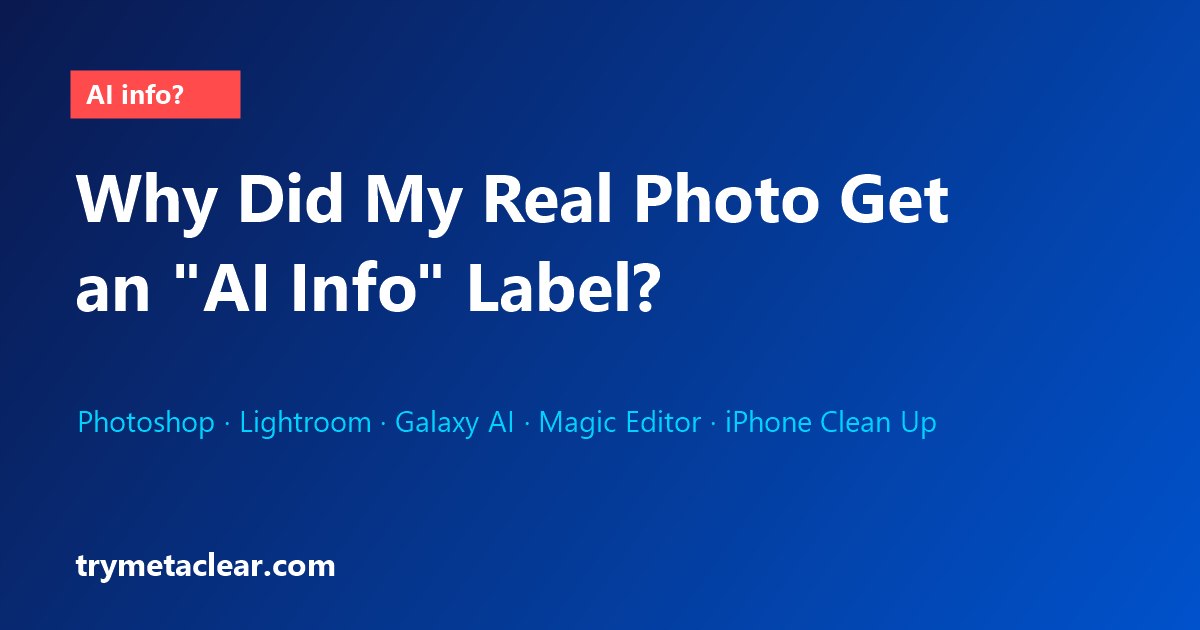 AI info?
Why Did My Real Photo Get
an "AI Info" Label?
Photoshop · Lightroom · Galaxy AI · Magic Editor · iPhone Clean Up
trymetaclear.com